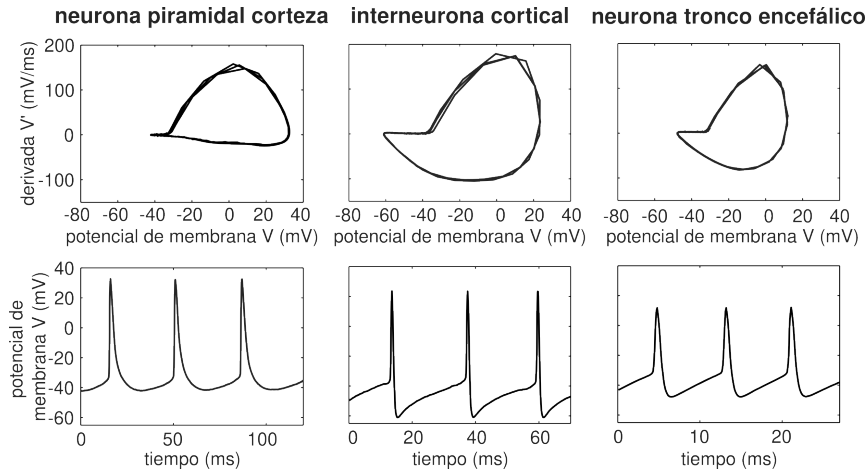 neurona piramidal corteza
interneurona cortical
neurona tronco encefálico
derivada V' (mV/ms)
200
100
0
-100
-80 -60 -40 -20 0 20 40
potencial de membrana V (mV)
-80 -60 -40 -20 0 20 40
potencial de membrana V (mV)
-80 -60 -40 -20 0 20 40
potencial de membrana V (mV)
potencial de
membrana V (mV)
40
20
0
-20
-40
-60
0 50 100
tiempo (ms)
0 20 40 60
tiempo (ms)
0 10 20
tiempo (ms)